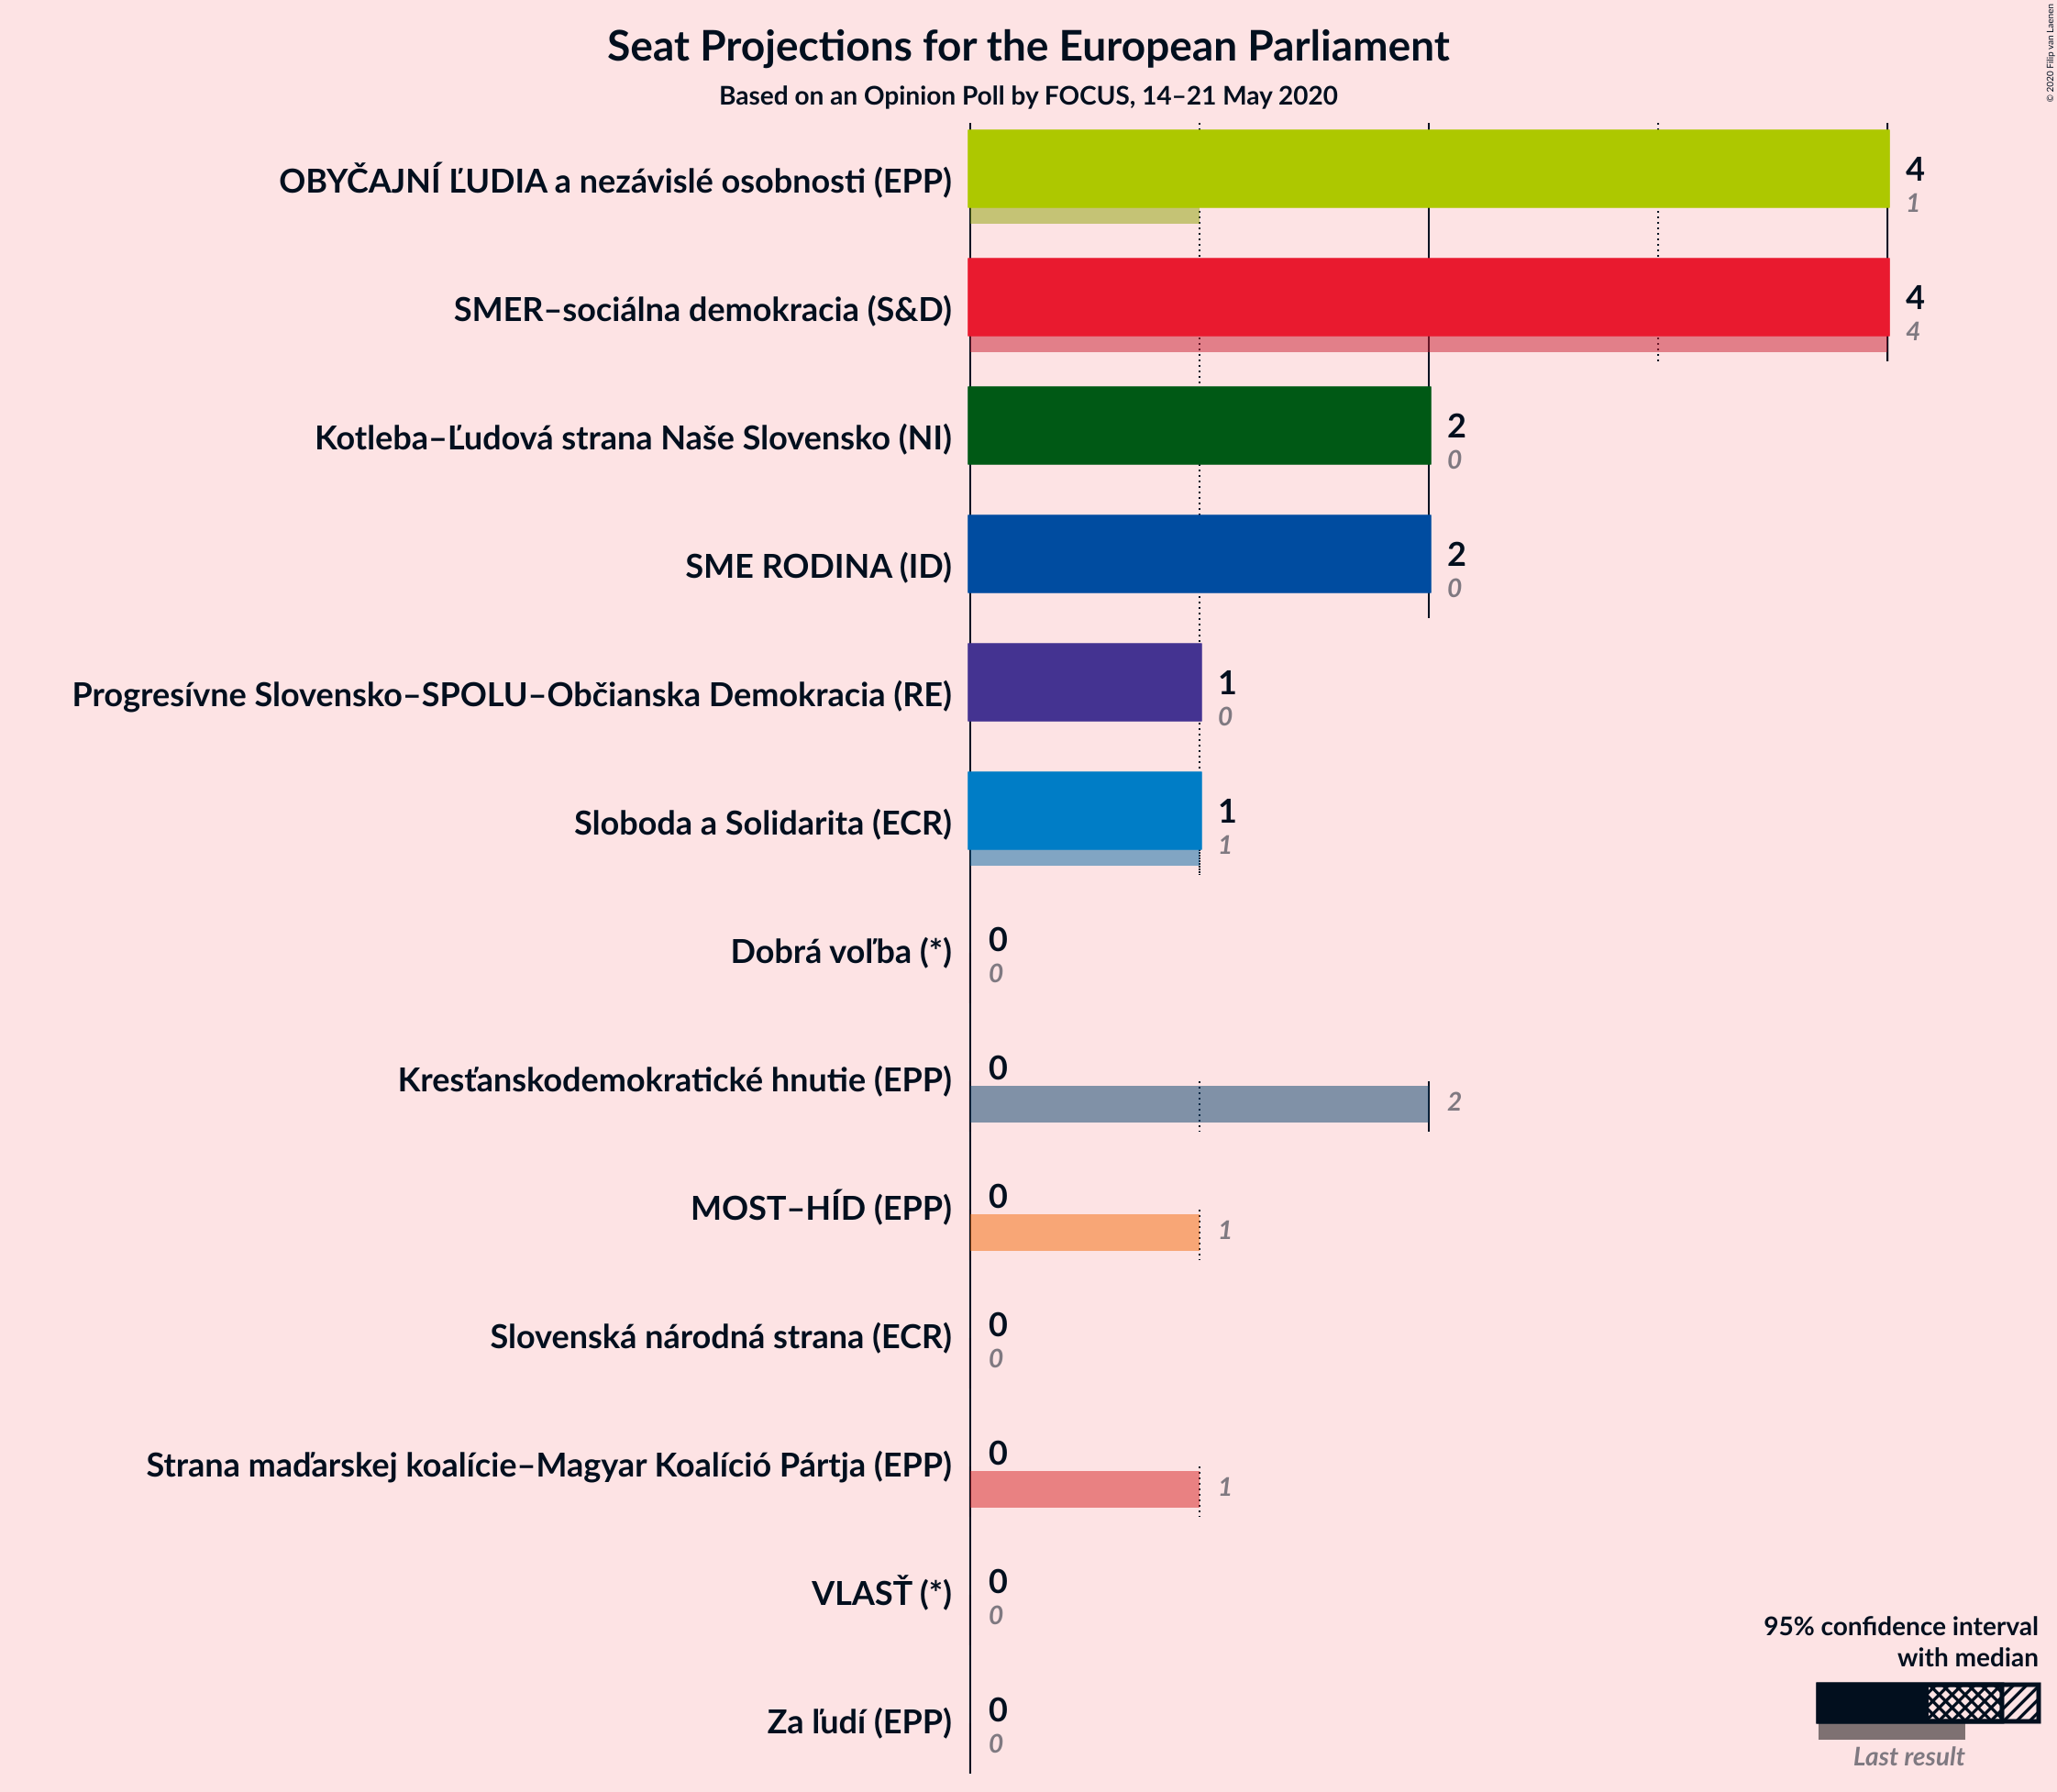 Seat Projections for the European Parliament
Based on an Opinion Poll by FOCUS, 14–21 May 2020
© 2020 Filip van Laenen
OBYČAJNÍ ĽUDIA a nezávislé osobnosti (EPP)
4
1
SMER–sociálna demokracia (S&D)
4
4
Kotleba–Ľudová strana Naše Slovensko (NI)
2
0
SME RODINA (ID)
2
0
Progresívne Slovensko–SPOLU–Občianska Demokracia (RE)
1
0
Sloboda a Solidarita (ECR)
1
1
Dobrá voľba (*)
0
0
Kresťanskodemokratické hnutie (EPP)
0
2
MOST–HÍD (EPP)
0
1
Slovenská národná strana (ECR)
0
0
Strana maďarskej koalície–Magyar Koalíció Pártja (EPP)
0
1
VLASŤ (*)
0
0
Za ľudí (EPP)
0
0
95% confidence interval
with median
Last result